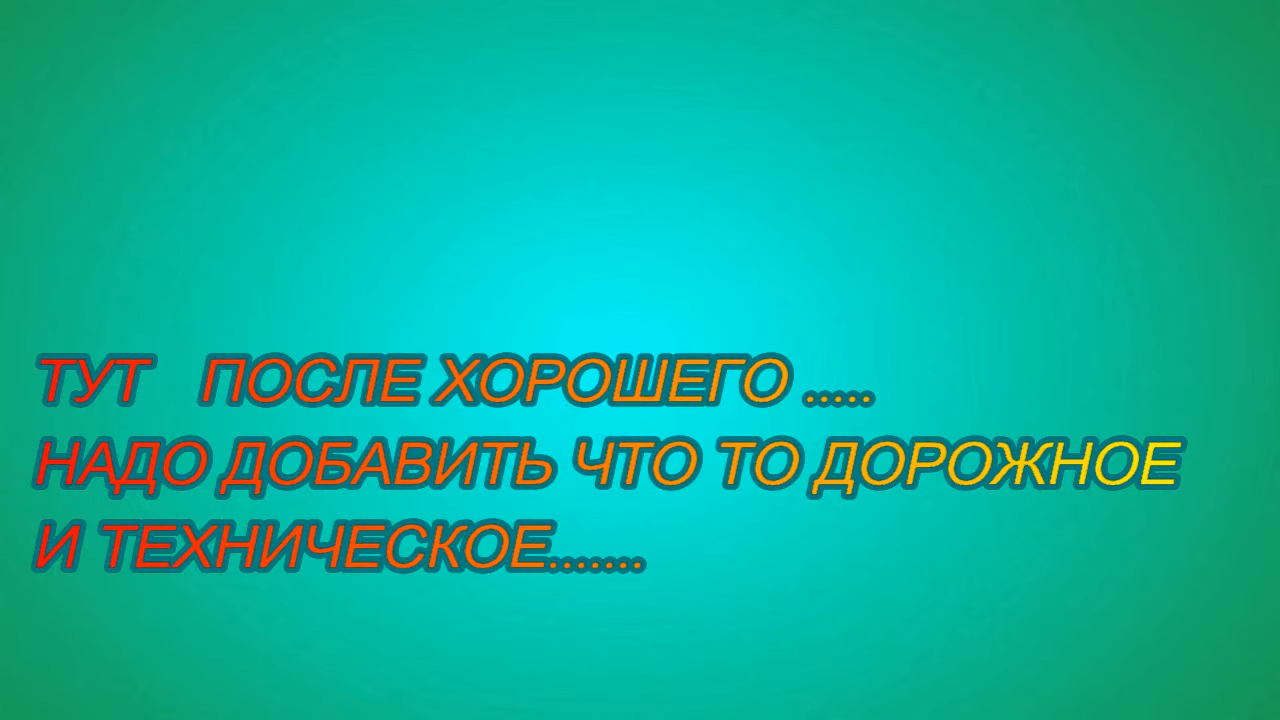 ТУТ ПОСЛЕ ХОРОШЕГО .....
НАДО ДОБАВИТЬ ЧТО ТО ДОРОЖНОЕ
И ТЕХНИЧЕСКОЕ.......